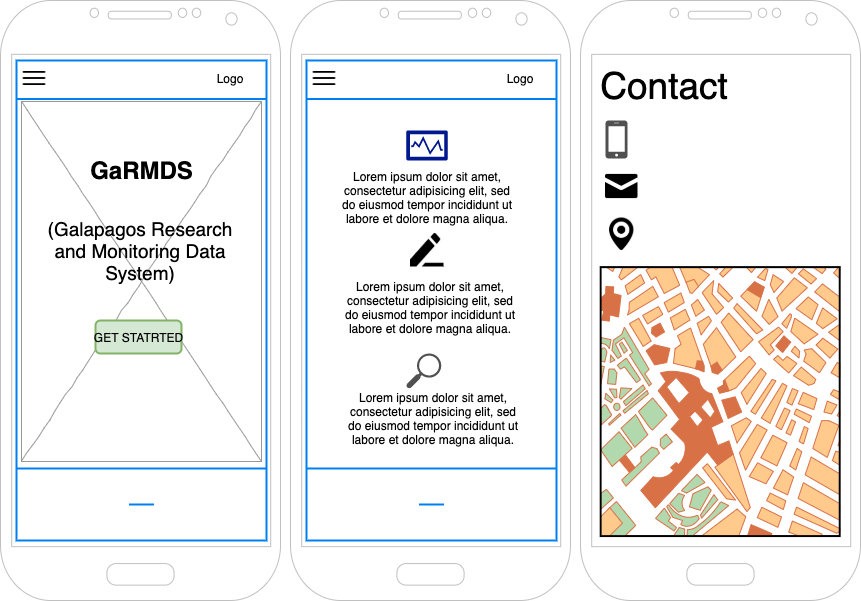 Logo
GaRMDS
(Galapagos Research
and Monitoring Data
System)
GET STATRTED
Logo
Lorem ipsum dolor sit amet,
consectetur adipisicing elit, sed
do eiusmod tempor incididunt ut
labore et dolore magna aliqua.
Lorem ipsum dolor sit amet,
consectetur adipisicing elit, sed
do eiusmod tempor incididunt ut
labore et dolore magna aliqua.
Lorem ipsum dolor sit amet,
consectetur adipisicing elit, sed
do eiusmod tempor incididunt ut
labore et dolore magna aliqua.
Contact